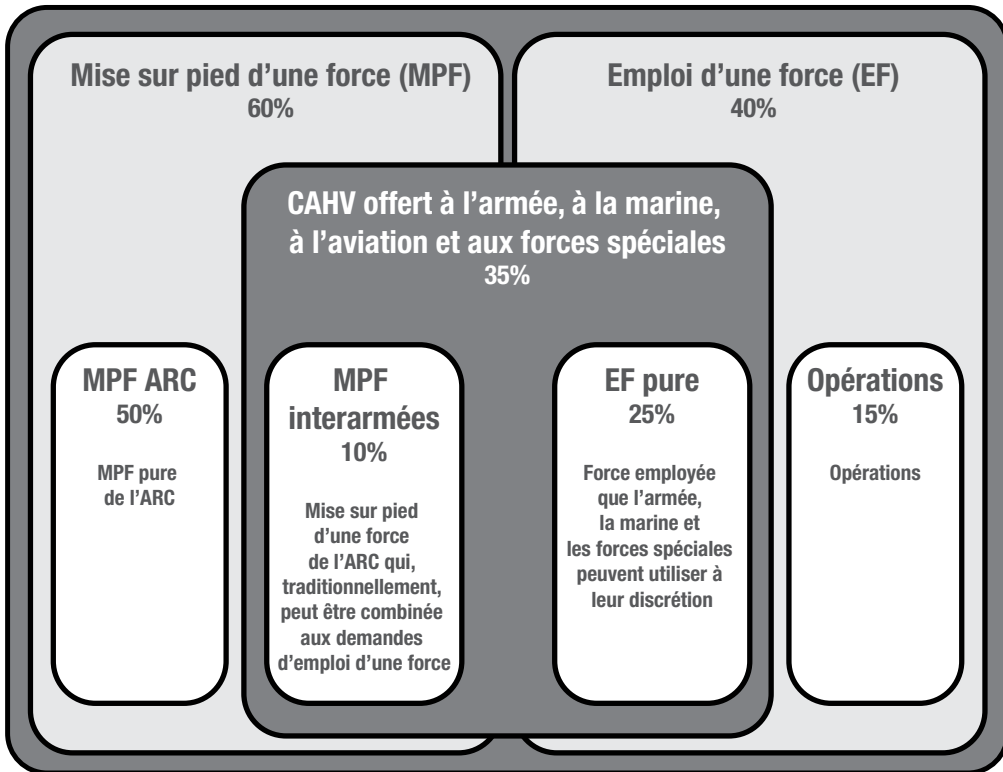 Mise sur pied d’une force (MPF)
60%
Emploi d’une force (EF)
40%
CAHV offert à l’armée, à la marine,
à l’aviation et aux forces spéciales
35%
MPF ARC
50%
MPF pure
de l’ARC
MPF
interarmées
10%
Mise sur pied
d’une force
de l’ARC qui,
traditionnellement,
peut être combinée
aux demandes
d’emploi d’une force
EF pure
25%
Force employée
que l’armée,
la marine et
les forces spéciales
peuvent utiliser à
leur discrétion
Opérations
15%
Opérations